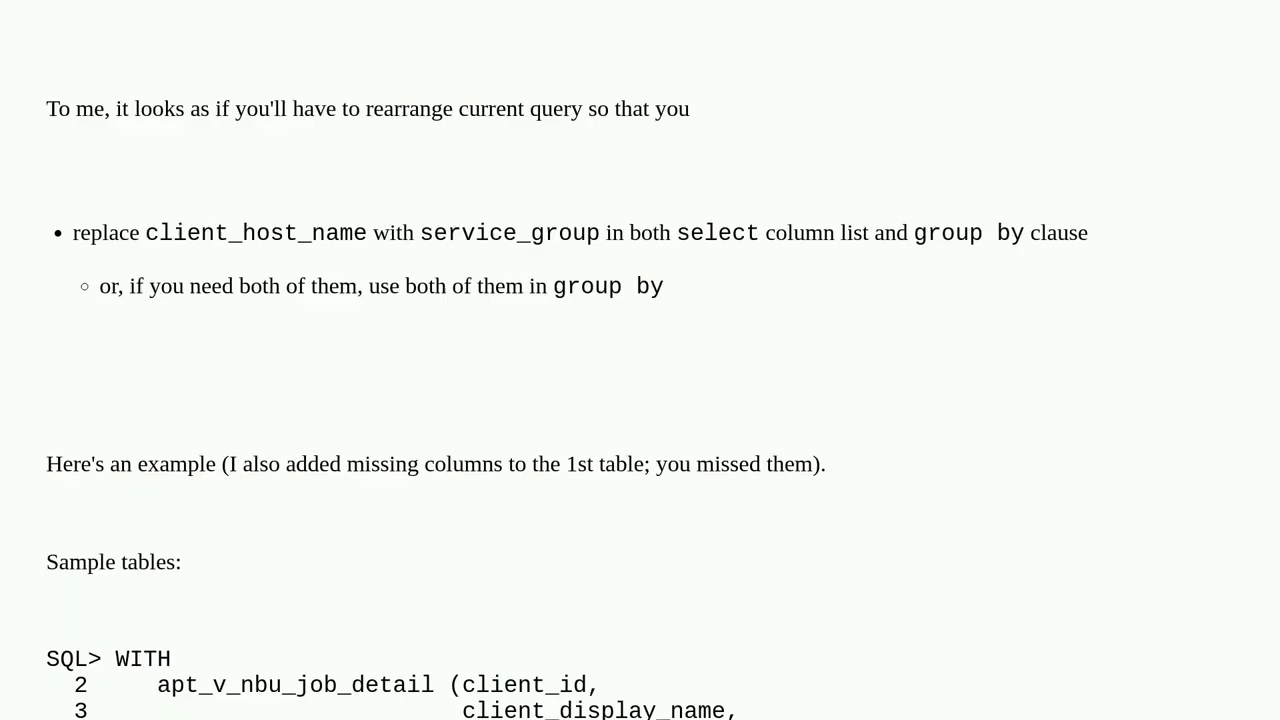 To me, it looks as if you'll have to rearrange current query so that you
• replace client_host_name with service_group in both select column list and group by clause
○ or, if you need both of them, use both of them in group by
Here's an example (I also added missing columns to the 1st table; you missed them).
Sample tables:
SQL> WITH
  2     apt_v_nbu_job_detail (client_id,
  3                           client_display_name,